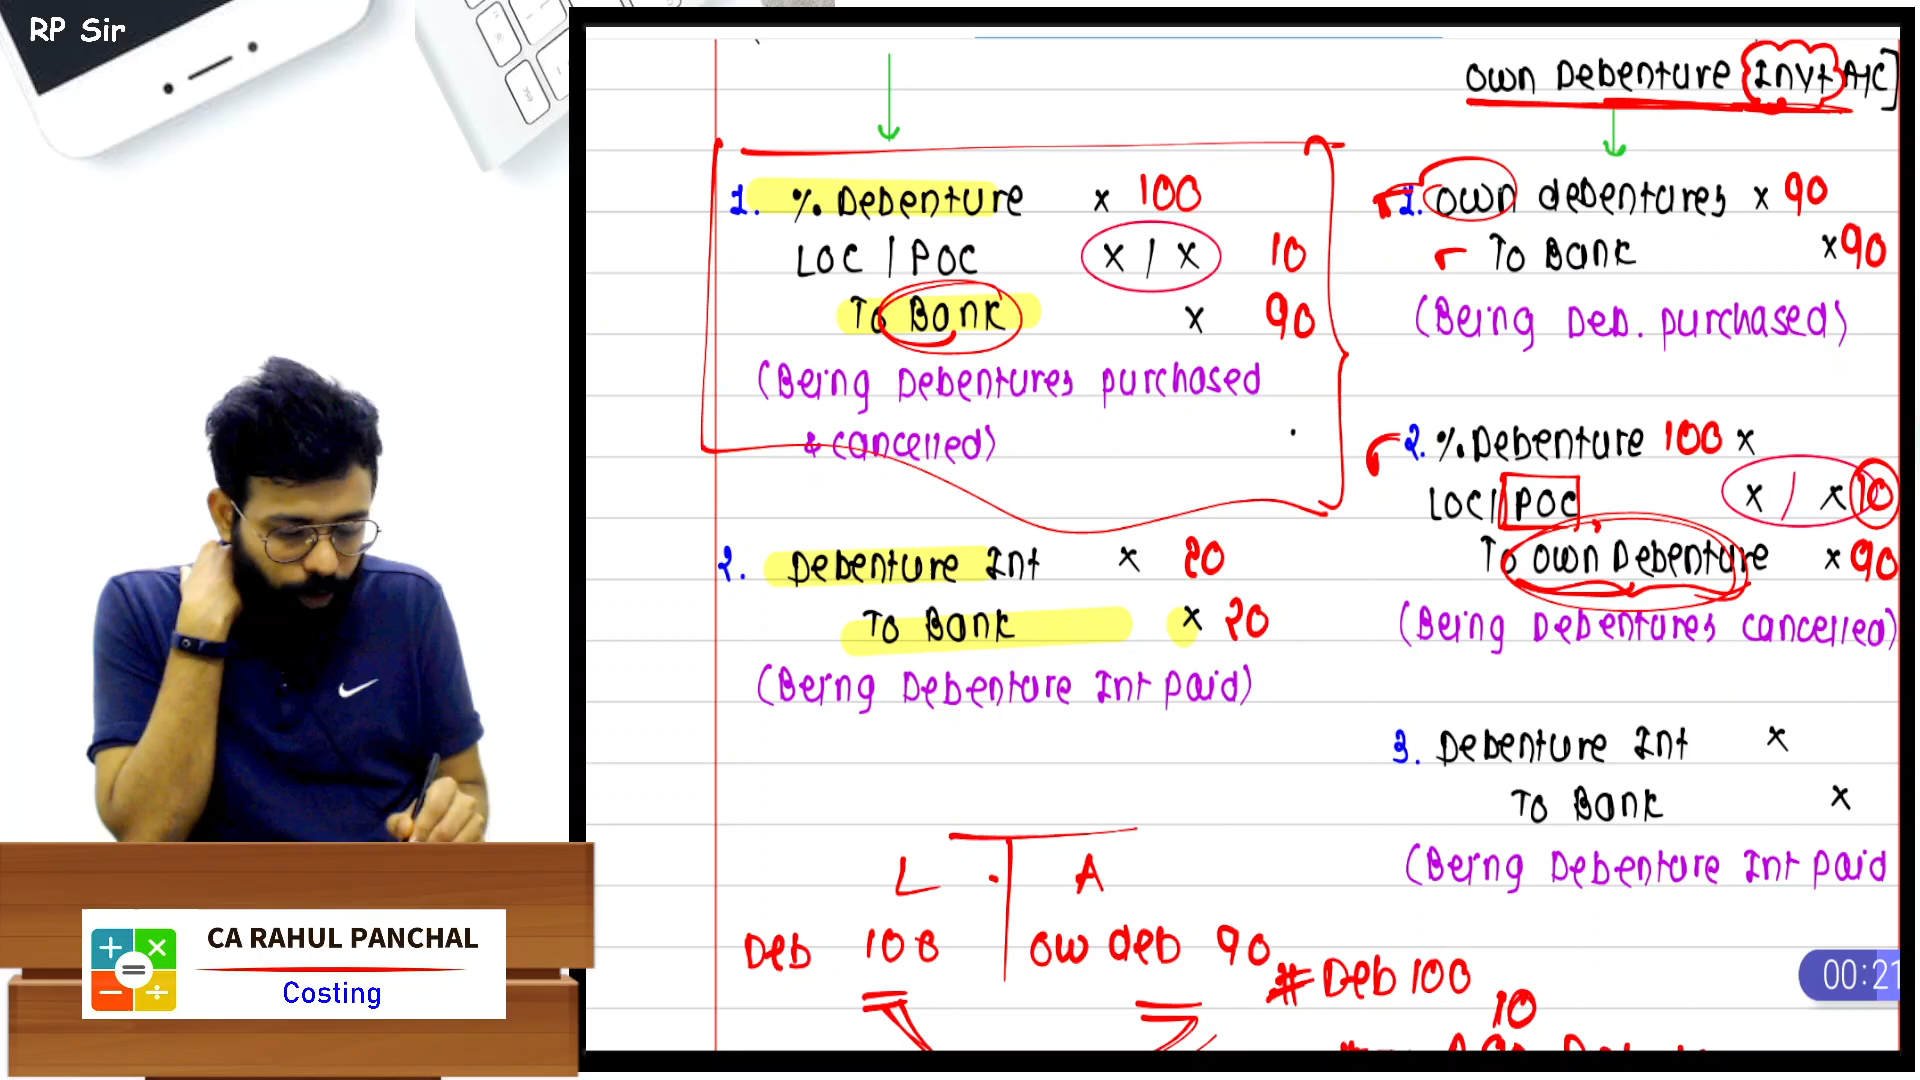 RP Sir
own Debenture Invt A/C]
1. % Debenture x 100
LOC / POC x / x 10
To Bank x 90
(Being Debentures purchased
& cancelled)
2. Debenture Int x 20
To Bank x 20
(Being Debenture Int paid)
1. own debentures x 90
To Bank x 90
(Being Deb. purchased)
2. % Debenture 100 x
LOC/ POC x / x 10
To own Debenture x 90
(Being Debentures cancelled)
3. Debenture Int x
To Bank x
(Being Debenture Int paid
L A
Deb 100 ow deb 90
# Deb 100
10
CA RAHUL PANCHAL
Costing
00:21